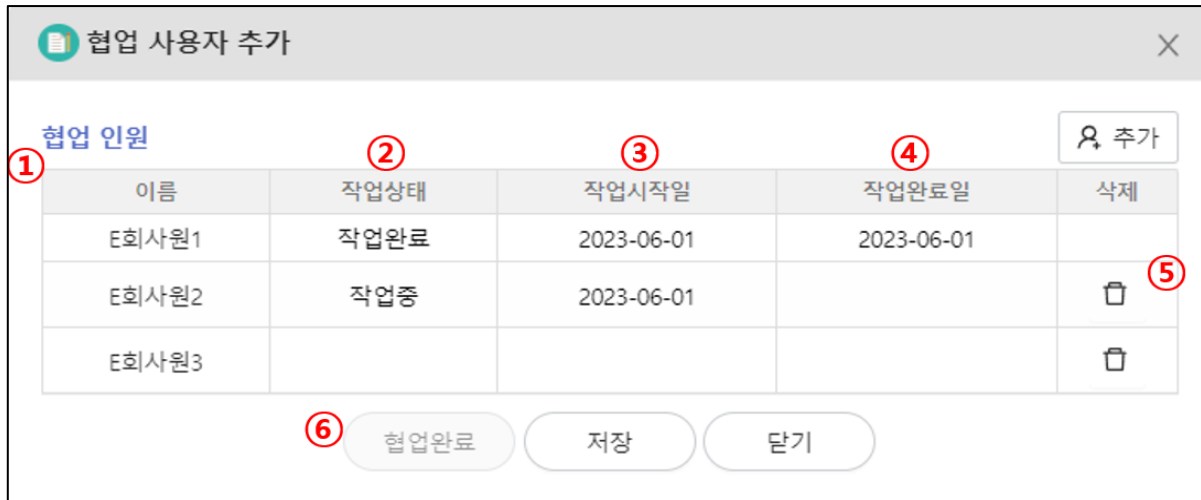 협업 사용자 추가
협업 인원
추가
① ② ③ ④
이름 작업상태 작업시작일 작업완료일 삭제
E회사원1 작업완료 2023-06-01 2023-06-01
⑤
E회사원2 작업중 2023-06-01
E회사원3
⑥ 협업완료 저장 닫기